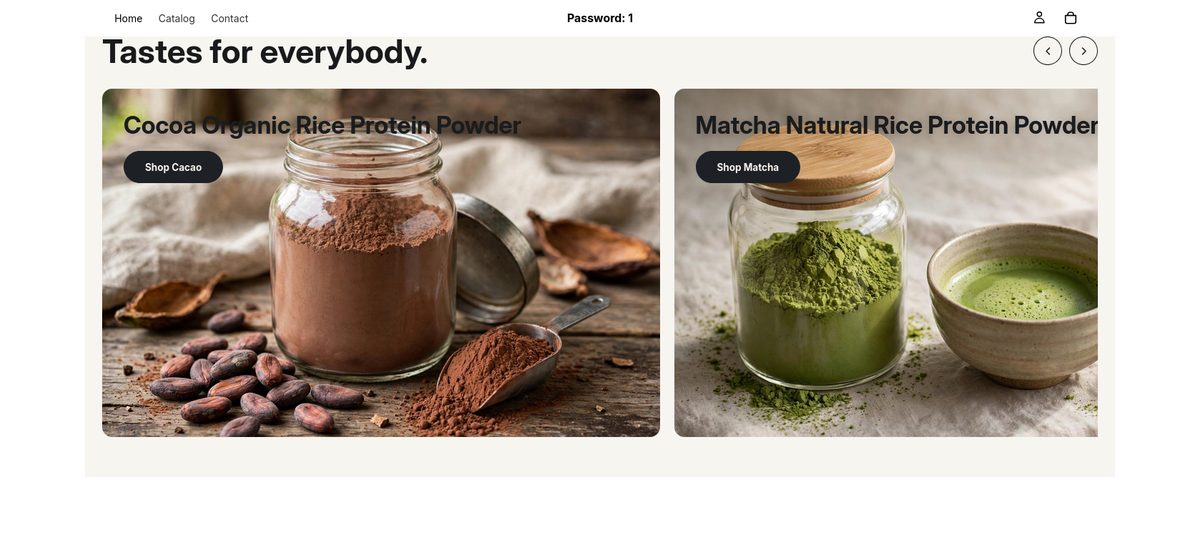 Home Catalog Contact Password: 1
Tastes for everybody.
Cocoa Organic Rice Protein Powder
Shop Cacao
Matcha Natural Rice Protein Powder
Shop Matcha